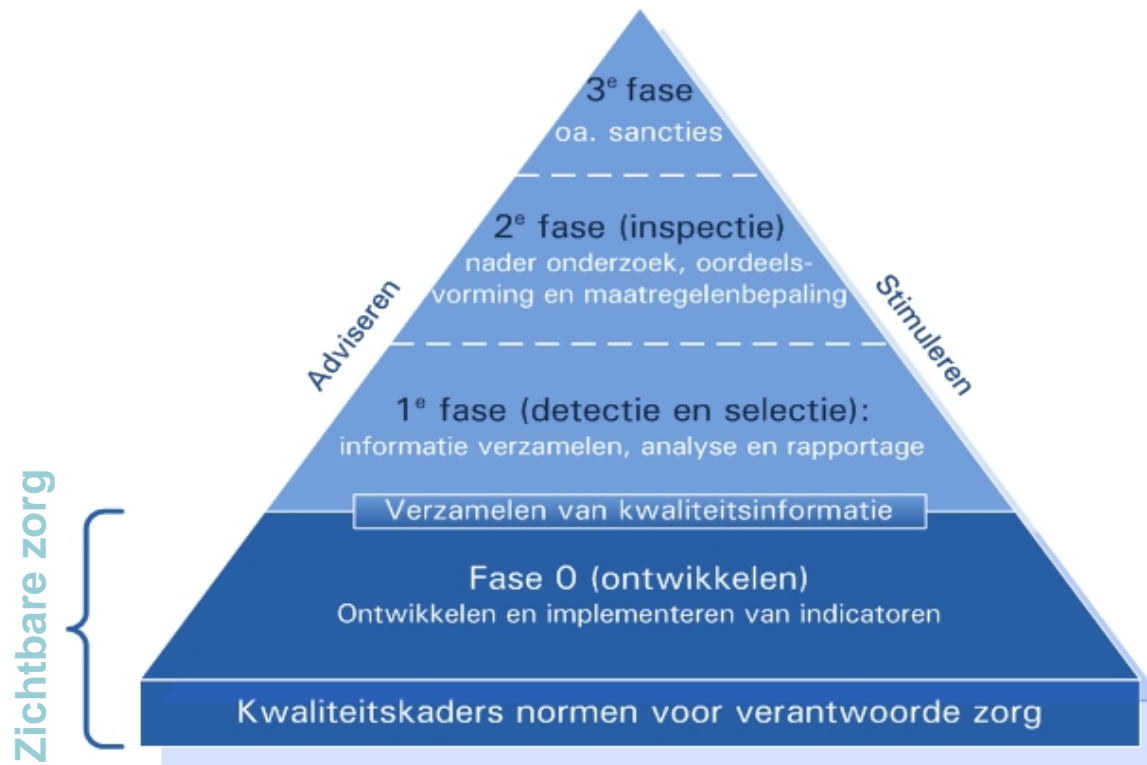 3e fase
oa. sancties
2e fase (inspectie)
nader onderzoek, oordeels-
vorming en maatregelenbepaling
Adviseren
Stimuleren
1e fase (detectie en selectie):
informatie verzamelen, analyse en rapportage
Verzamelen van kwaliteitsinformatie
Fase 0 (ontwikkelen)
Ontwikkelen en implementeren van indicatoren
Zichtbare zorg
Kwaliteitskaders normen voor verantwoorde zorg